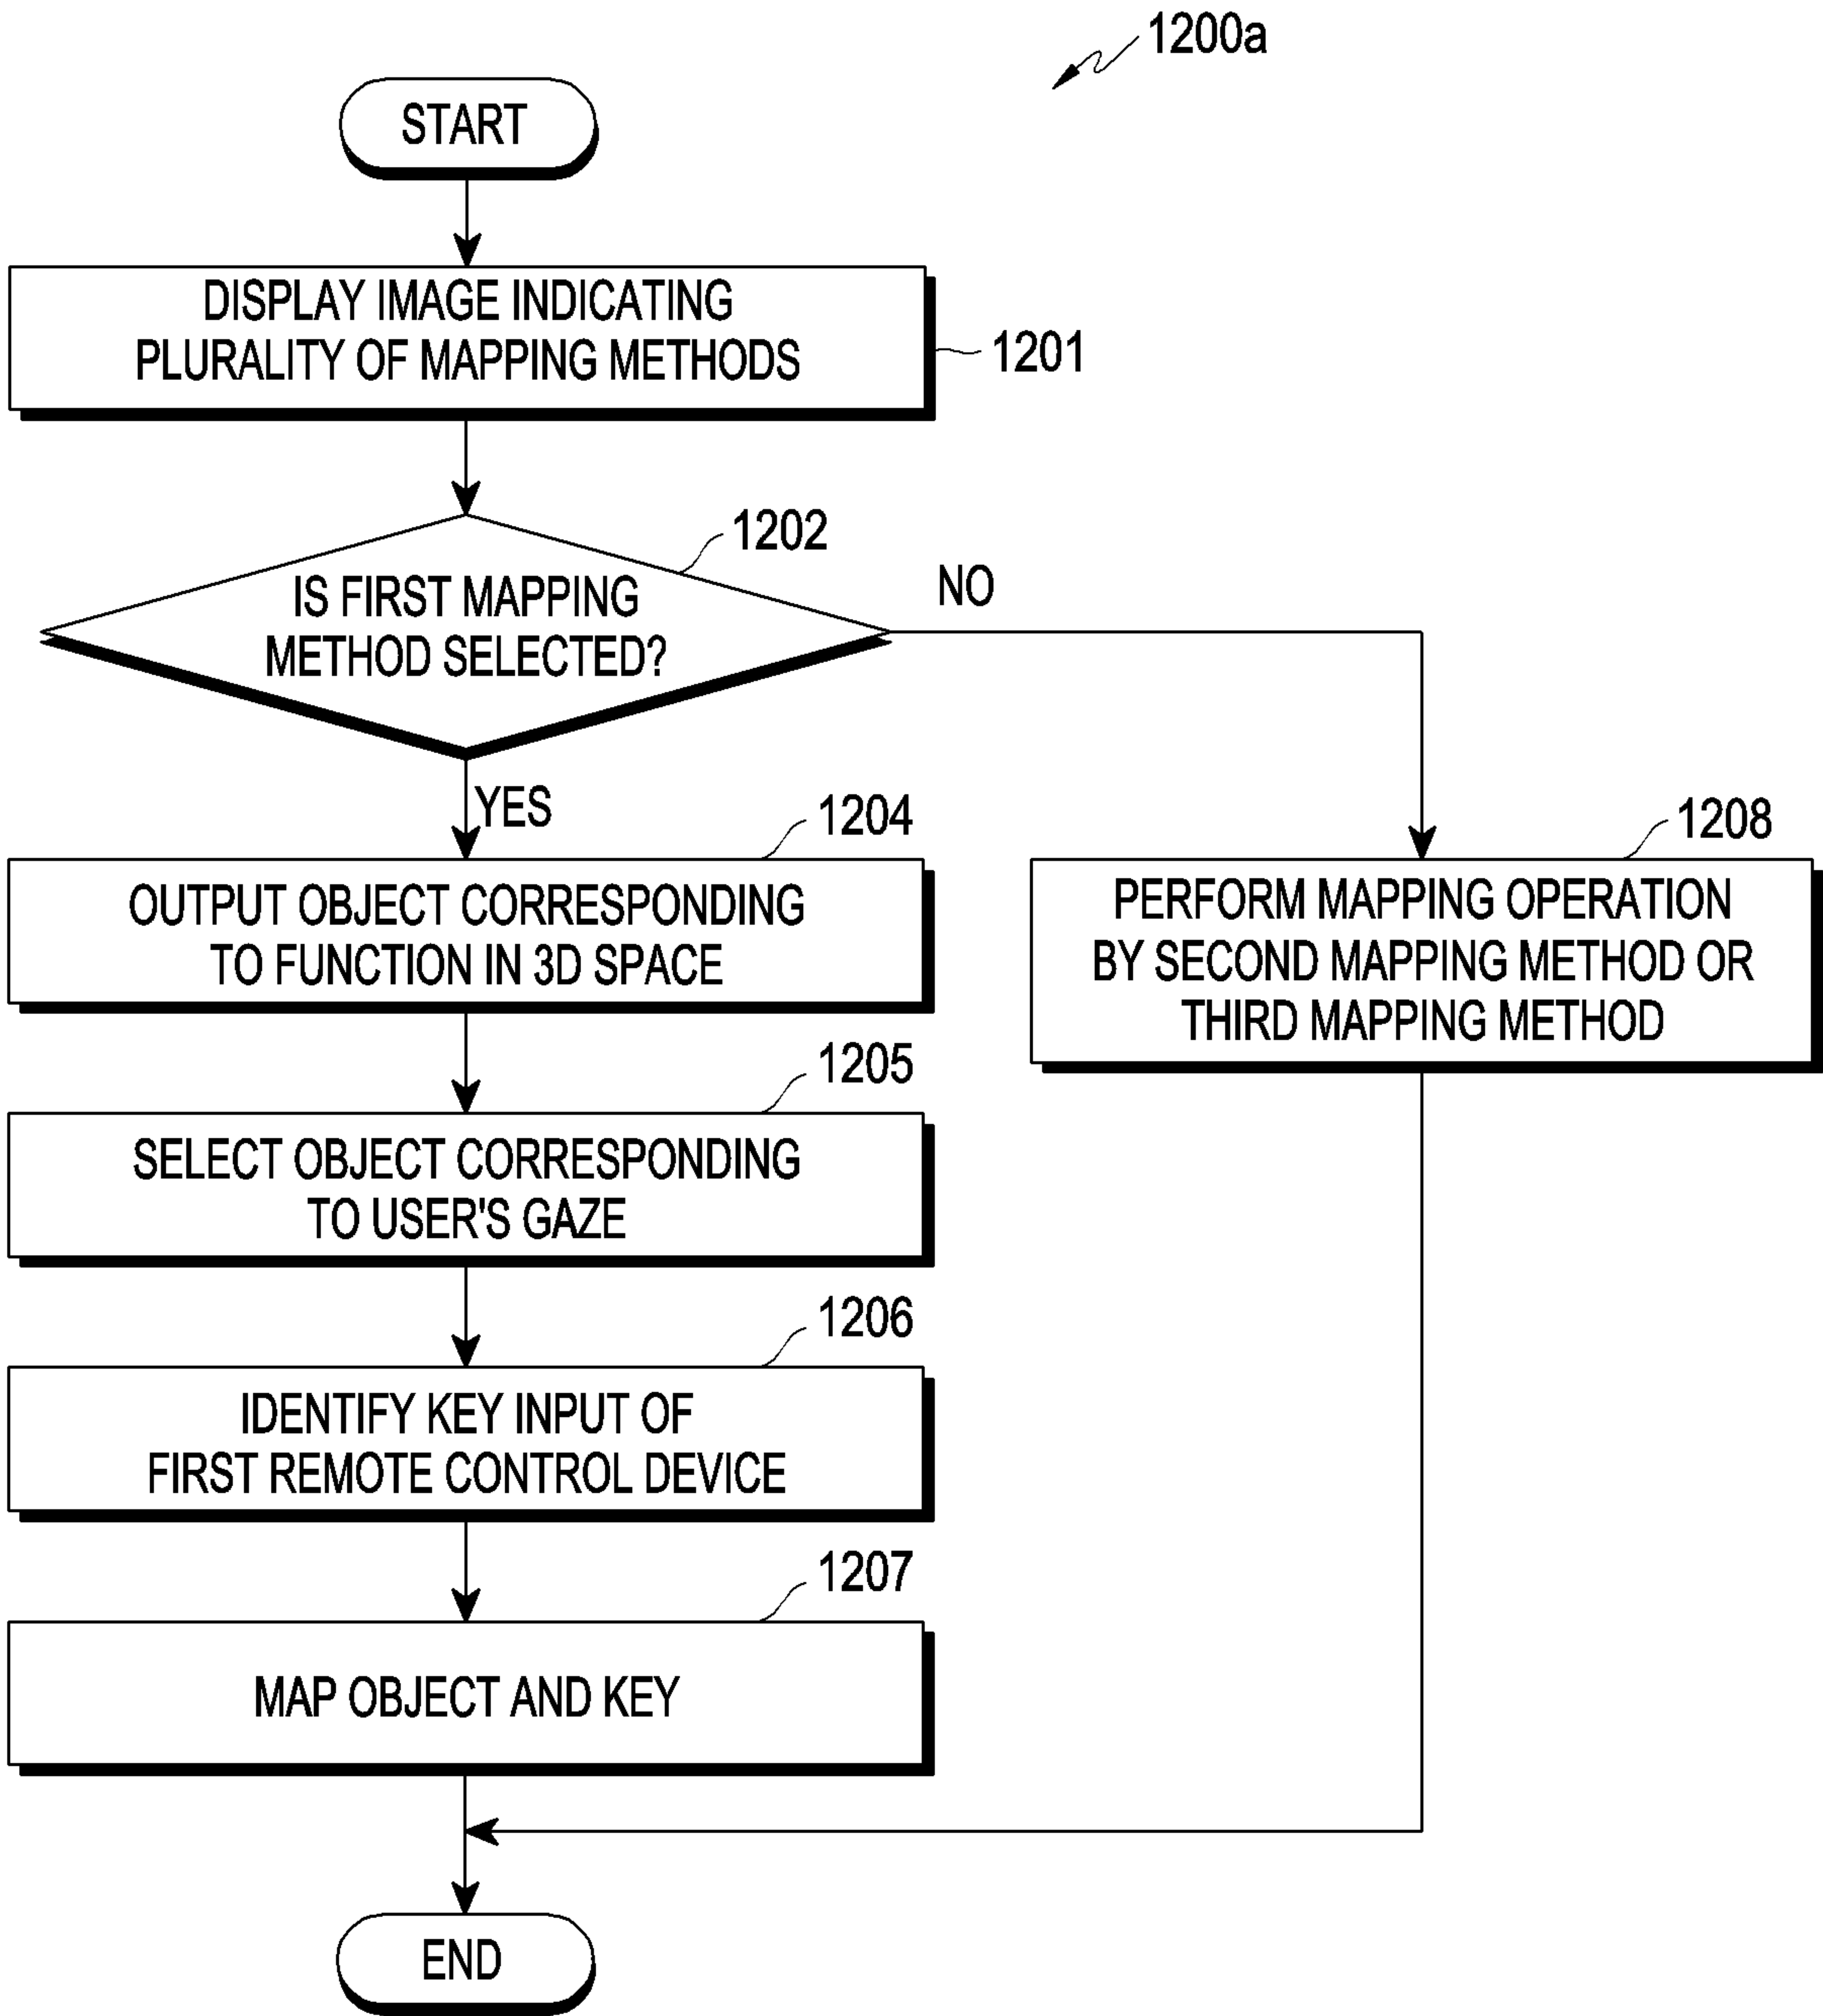 1200a
START
DISPLAY IMAGE INDICATING
PLURALITY OF MAPPING METHODS
1201
1202
IS FIRST MAPPING
METHOD SELECTED?
NO
YES
1204
OUTPUT OBJECT CORRESPONDING
TO FUNCTION IN 3D SPACE
1208
PERFORM MAPPING OPERATION
BY SECOND MAPPING METHOD OR
THIRD MAPPING METHOD
1205
SELECT OBJECT CORRESPONDING
TO USER'S GAZE
1206
IDENTIFY KEY INPUT OF
FIRST REMOTE CONTROL DEVICE
1207
MAP OBJECT AND KEY
END